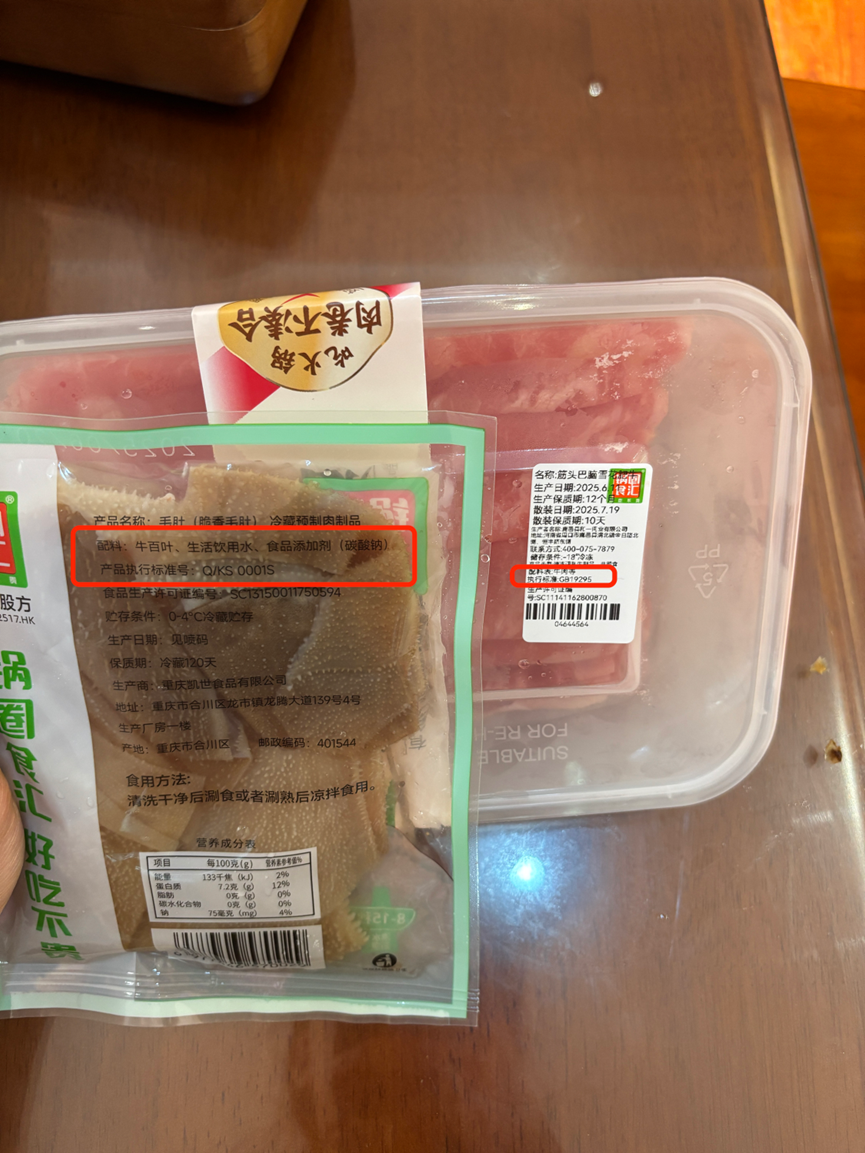 吃火锅
肉卷不凑合
产品名称：毛肚（脆香毛肚） 冷藏预制肉制品
配料：牛百叶、生活饮用水、食品添加剂（碳酸钠）
产品执行标准号：Q/KS 0001S
食品生产许可证编号：SC13150011750594
贮存条件：0-4℃冷藏贮存
生产日期：见喷码
保质期：冷藏120天
生产商：重庆凯世食品有限公司
地址：重庆市合川区龙市镇龙腾大道139号4号
生产厂房一楼
产地：重庆市合川区 邮政编码：401544
食用方法：
清洗干净后涮食或者涮熟后凉拌食用。
营养成分表
项目 每100克(g) 营养素参考值%
能量 133千焦（kJ） 2%
蛋白质 7.2克（g） 12%
脂肪 0克（g） 0%
碳水化合物 0克（g） 0%
钠 75毫克（mg） 4%
股方
2517.HK
锅圈食汇 好吃不贵
名称:筋头巴脑雪花
生产日期:2025.6
生产保质期:12个月
锅圈食汇
散装日期:2025.7.19
散装保质期:10天
联系方式:400-075-7879
储存条件:-18°冷冻
执行标准:GB19295
生产许可证编
号:SC11141162800870
04644564
5
PP
SUITABLE
FOR RE-H
8-15